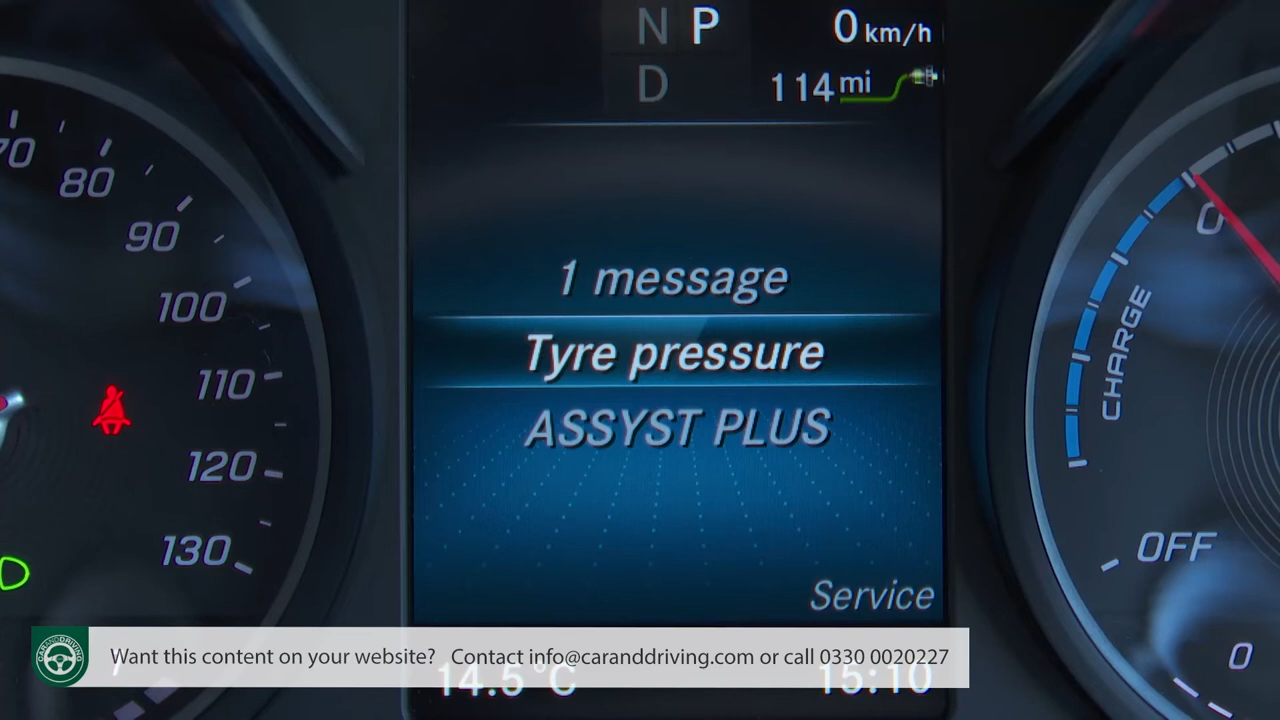 N P 0 km/h
D 114 mi
1 message
Tyre pressure
ASSYST PLUS
Service
14.5°C 15:10
70
80
90
100
110
120
130
0
CHARGE
OFF
0
CARANDDRIVING
Want this content on your website? Contact info@caranddriving.com or call 0330 0020227